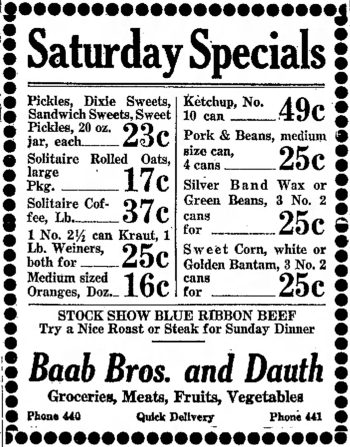 Saturday Specials
Pickles, Dixie Sweets,
Sandwich Sweets, Sweet
Pickles, 20 oz.
jar, each 23c
Solitaire Rolled Oats,
large
Pkg. 17c
Solitaire Cof-
fee, Lb. 37c
1 No. 2½ can Kraut, 1
Lb. Weiners,
both for 25c
Medium sized
Oranges, Doz. 16c
Ketchup, No.
10 can 49c
Pork & Beans, medium
size can,
4 cans 25c
Silver Band Wax or
Green Beans, 3 No. 2
cans
for 25c
Sweet Corn, white or
Golden Bantam, 3 No. 2
cans
for 25c
STOCK SHOW BLUE RIBBON BEEF
Try a Nice Roast or Steak for Sunday Dinner
Baab Bros. and Dauth
Groceries, Meats, Fruits, Vegetables
Phone 440 Quick Delivery Phone 441